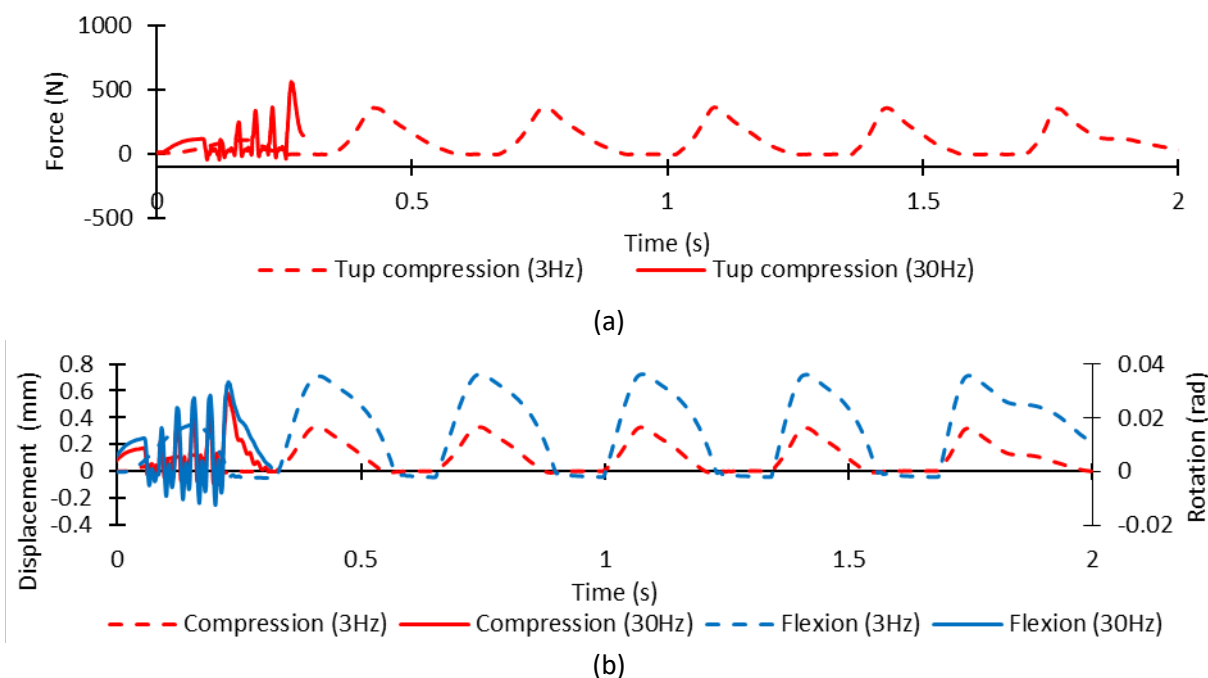 1000
500
0
-500
Force (N)
0 0.5 1 1.5 2
Time (s)
Tup compression (3Hz) Tup compression (30Hz)
(a)
0.8
0.6
0.4
0.2
0
-0.2
-0.4
Displacement (mm)
0.04
0.02
0
-0.02
Rotation (rad)
0 0.5 1 1.5 2
Time (s)
Compression (3Hz) Compression (30Hz) Flexion (3Hz) Flexion (30Hz)
(b)